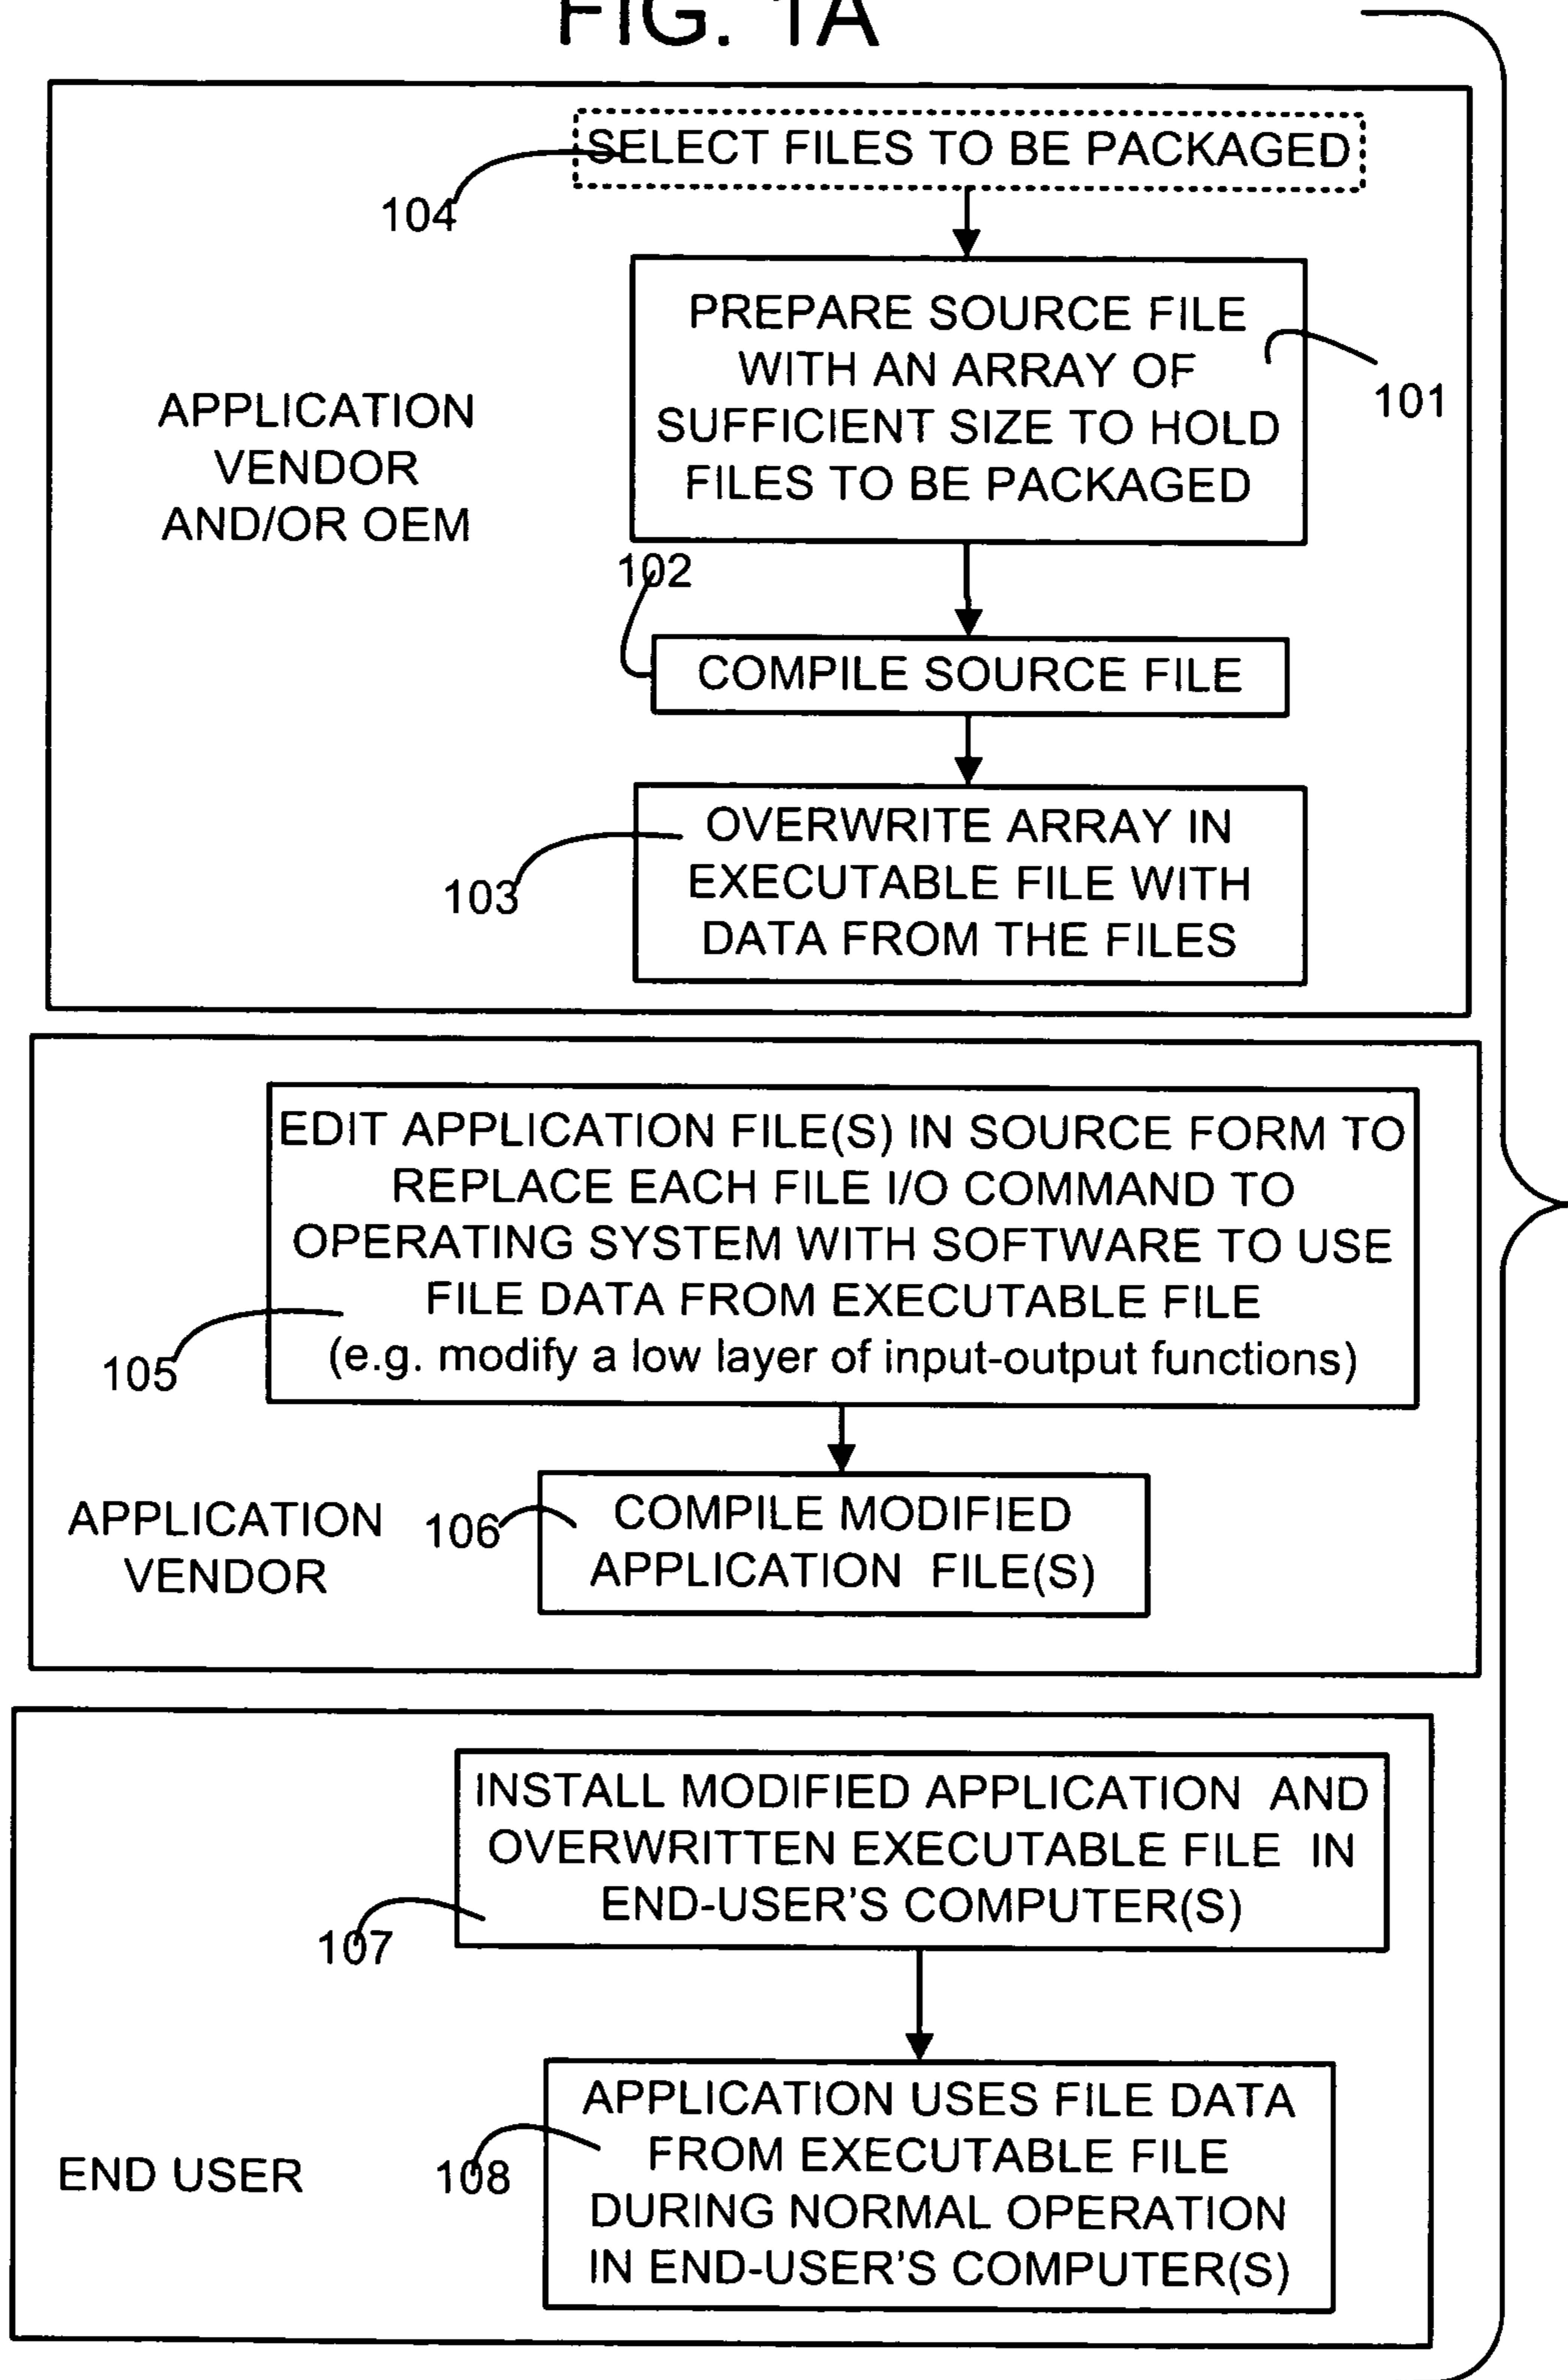 FIG. 1A
SELECT FILES TO BE PACKAGED
104
PREPARE SOURCE FILE
WITH AN ARRAY OF
SUFFICIENT SIZE TO HOLD
FILES TO BE PACKAGED
101
APPLICATION
VENDOR
AND/OR OEM
102
COMPILE SOURCE FILE
OVERWRITE ARRAY IN
EXECUTABLE FILE WITH
DATA FROM THE FILES
103
EDIT APPLICATION FILE(S) IN SOURCE FORM TO
REPLACE EACH FILE I/O COMMAND TO
OPERATING SYSTEM WITH SOFTWARE TO USE
FILE DATA FROM EXECUTABLE FILE
(e.g. modify a low layer of input-output functions)
105
APPLICATION
VENDOR
106
COMPILE MODIFIED
APPLICATION FILE(S)
INSTALL MODIFIED APPLICATION AND
OVERWRITTEN EXECUTABLE FILE IN
END-USER'S COMPUTER(S)
107
APPLICATION USES FILE DATA
FROM EXECUTABLE FILE
DURING NORMAL OPERATION
IN END-USER'S COMPUTER(S)
108
END USER